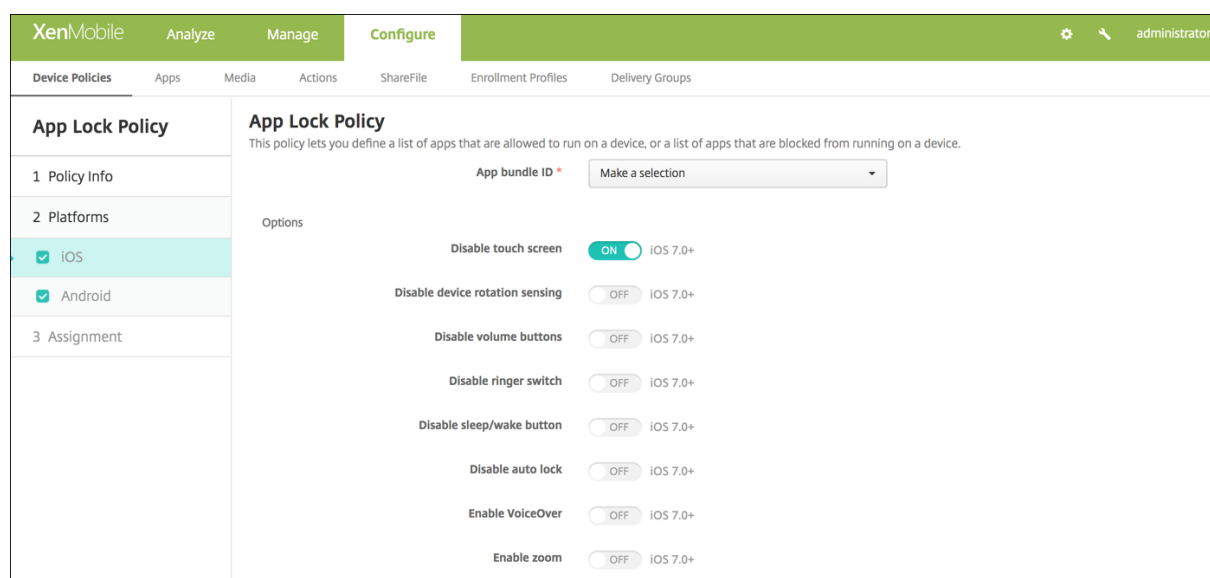 XenMobile Analyze Manage Configure administrator
Device Policies Apps Media Actions ShareFile Enrollment Profiles Delivery Groups
App Lock Policy
1 Policy Info
2 Platforms
iOS
Android
3 Assignment
App Lock Policy
This policy lets you define a list of apps that are allowed to run on a device, or a list of apps that are blocked from running on a device.
App bundle ID * Make a selection
Options
Disable touch screen ON iOS 7.0+
Disable device rotation sensing OFF iOS 7.0+
Disable volume buttons OFF iOS 7.0+
Disable ringer switch OFF iOS 7.0+
Disable sleep/wake button OFF iOS 7.0+
Disable auto lock OFF iOS 7.0+
Enable VoiceOver OFF iOS 7.0+
Enable zoom OFF iOS 7.0+